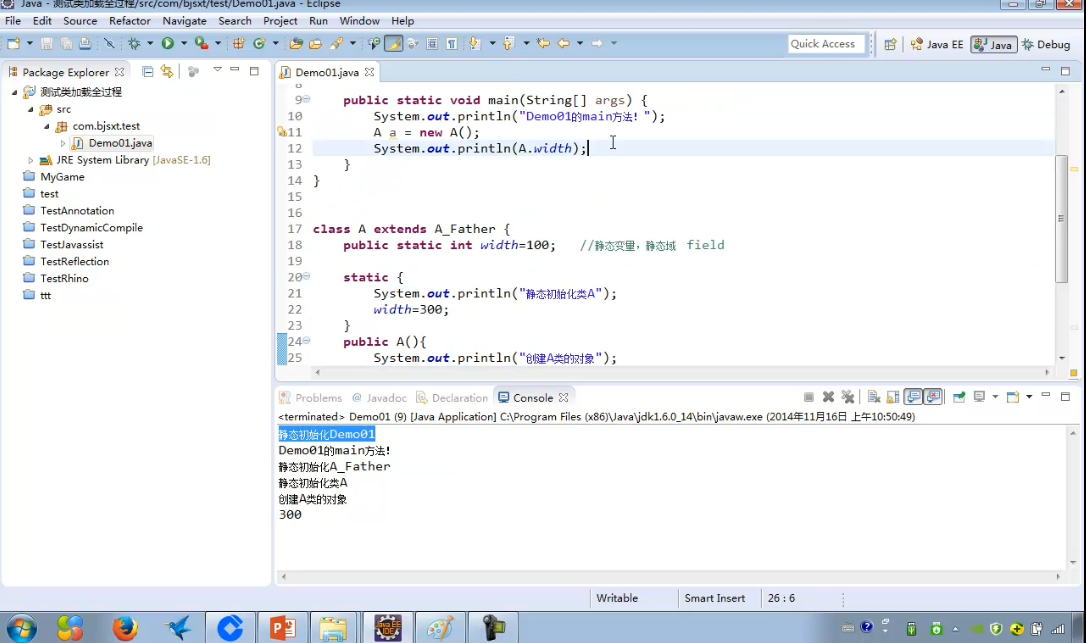 Java - 测试类加载全过程/src/com/bjsxt/test/Demo01.java - Eclipse
File Edit Source Refactor Navigate Search Project Run Window Help
Quick Access
Java EE
Java
Debug
Package Explorer
测试类加载全过程
src
com.bjsxt.test
Demo01.java
JRE System Library [JavaSE-1.6]
MyGame
test
TestAnnotation
TestDynamicCompile
TestJavassist
TestReflection
TestRhino
ttt
Demo01.java
8
9 public static void main(String[] args) {
10 System.out.println("Demo01的main方法! ");
11 A a = new A();
12 System.out.println(A.width);
13 }
14 }
15
16
17 class A extends A_Father {
18 public static int width=100; //静态变量，静态域 field
19
20 static {
21 System.out.println("静态初始化类A");
22 width=300;
23 }
24 public A(){
25 System.out.println("创建A类的对象");
Problems @ Javadoc Declaration Console
<terminated> Demo01 (9) [Java Application] C:\Program Files (x86)\Java\jdk1.6.0_14\bin\javaw.exe (2014年11月16日 上午10:50:49)
静态初始化Demo01
Demo01的main方法!
静态初始化A_Father
静态初始化类A
创建A类的对象
300
Writable Smart Insert 26 : 6
Java EE
IDE